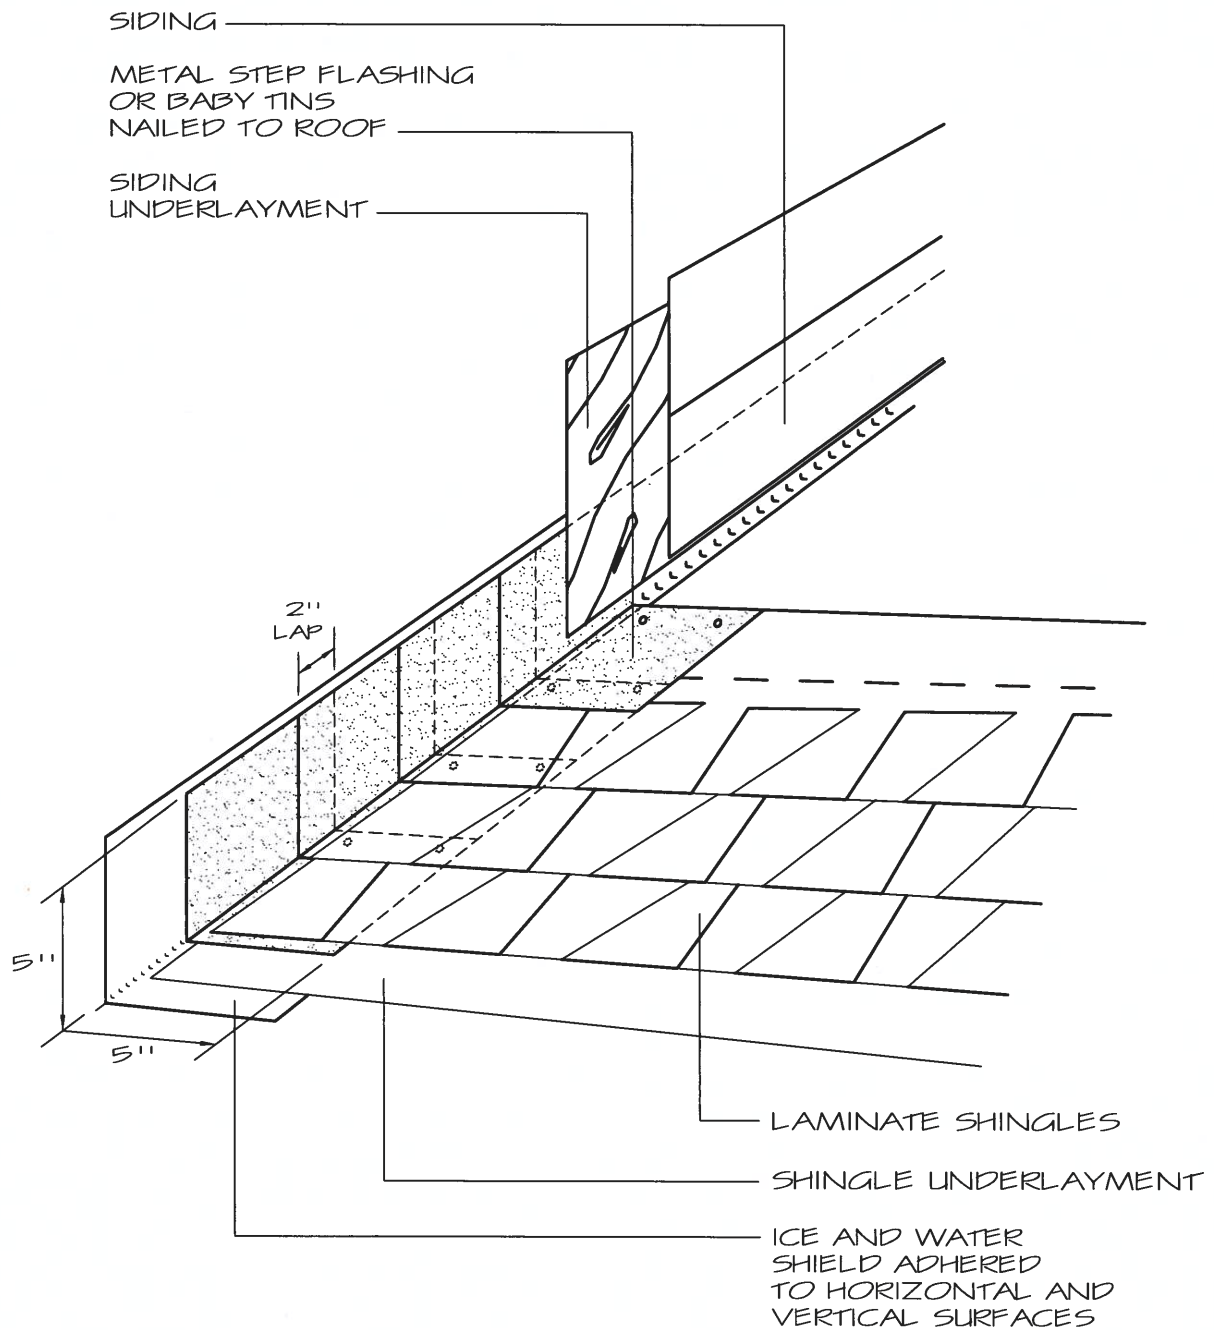 SIDING
METAL STEP FLASHING
OR BABY TINS
NAILED TO ROOF
SIDING
UNDERLAYMENT
2"
LAP
5"
5"
LAMINATE SHINGLES
SHINGLE UNDERLAYMENT
ICE AND WATER
SHIELD ADHERED
TO HORIZONTAL AND
VERTICAL SURFACES